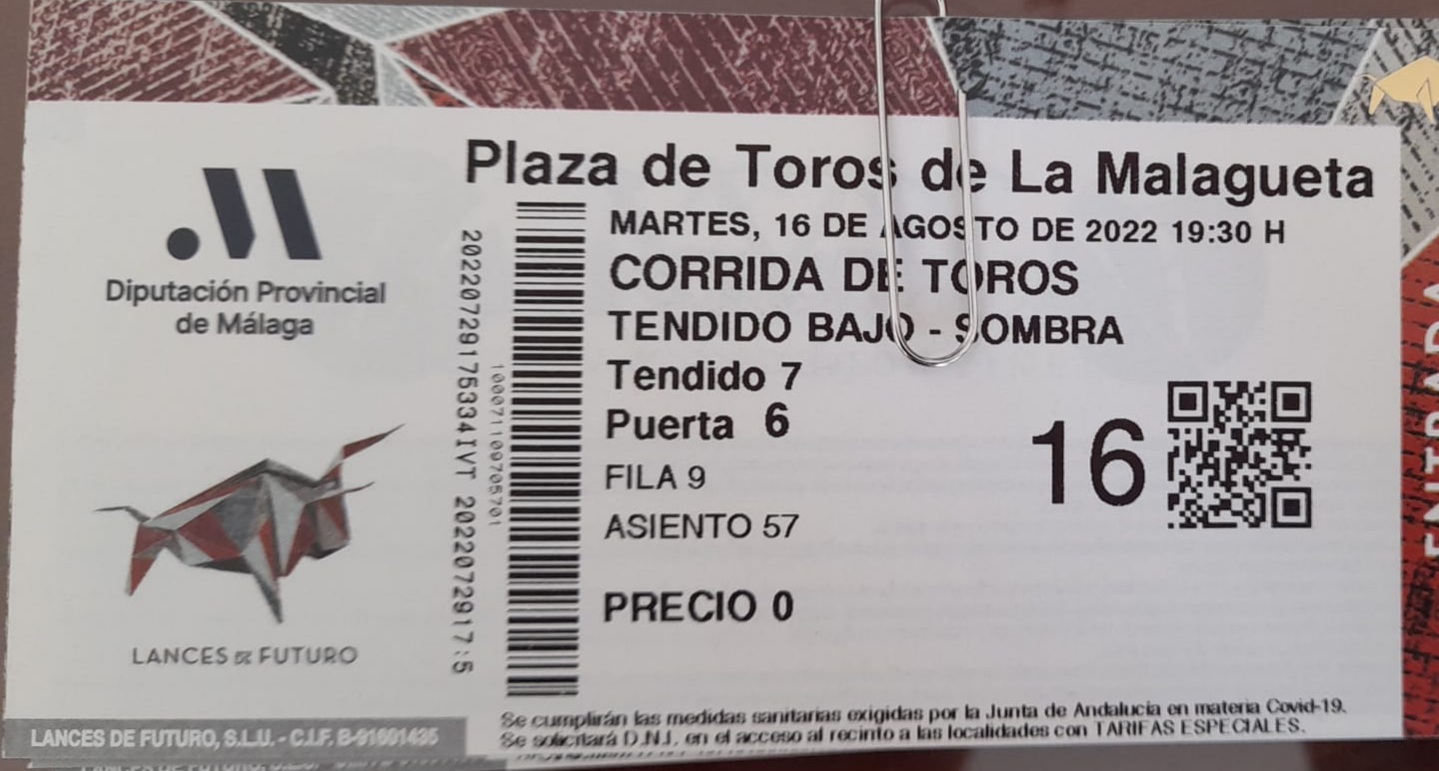 Plaza de Toros de La Malagueta
MARTES, 16 DE AGOSTO DE 2022 19:30 H
CORRIDA DE TOROS
TENDIDO BAJO - SOMBRA
Tendido 7
Puerta 6
FILA 9
ASIENTO 57
PRECIO 0
16
Diputación Provincial
de Málaga
LANCES DE FUTURO
20220729175334IVT 2022072917:5
Se cumplirán las medidas sanitarias exigidas por la Junta de Andalucía en materia Covid-19.
Se solicitará D.N.I. en el acceso al recinto a las localidades con TARIFAS ESPECIALES.
LANCES DE FUTURO, S.L.U. - C.I.F. B-91601435
ENTRADA